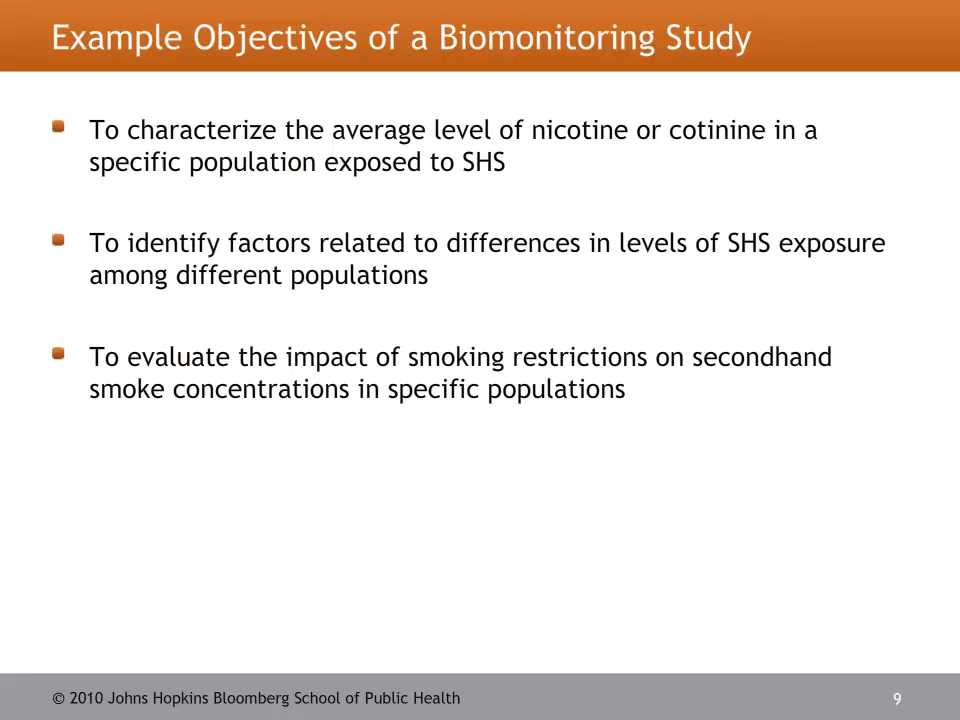 Example Objectives of a Biomonitoring Study
To characterize the average level of nicotine or cotinine in a
specific population exposed to SHS
To identify factors related to differences in levels of SHS exposure
among different populations
To evaluate the impact of smoking restrictions on secondhand
smoke concentrations in specific populations
© 2010 Johns Hopkins Bloomberg School of Public Health
9